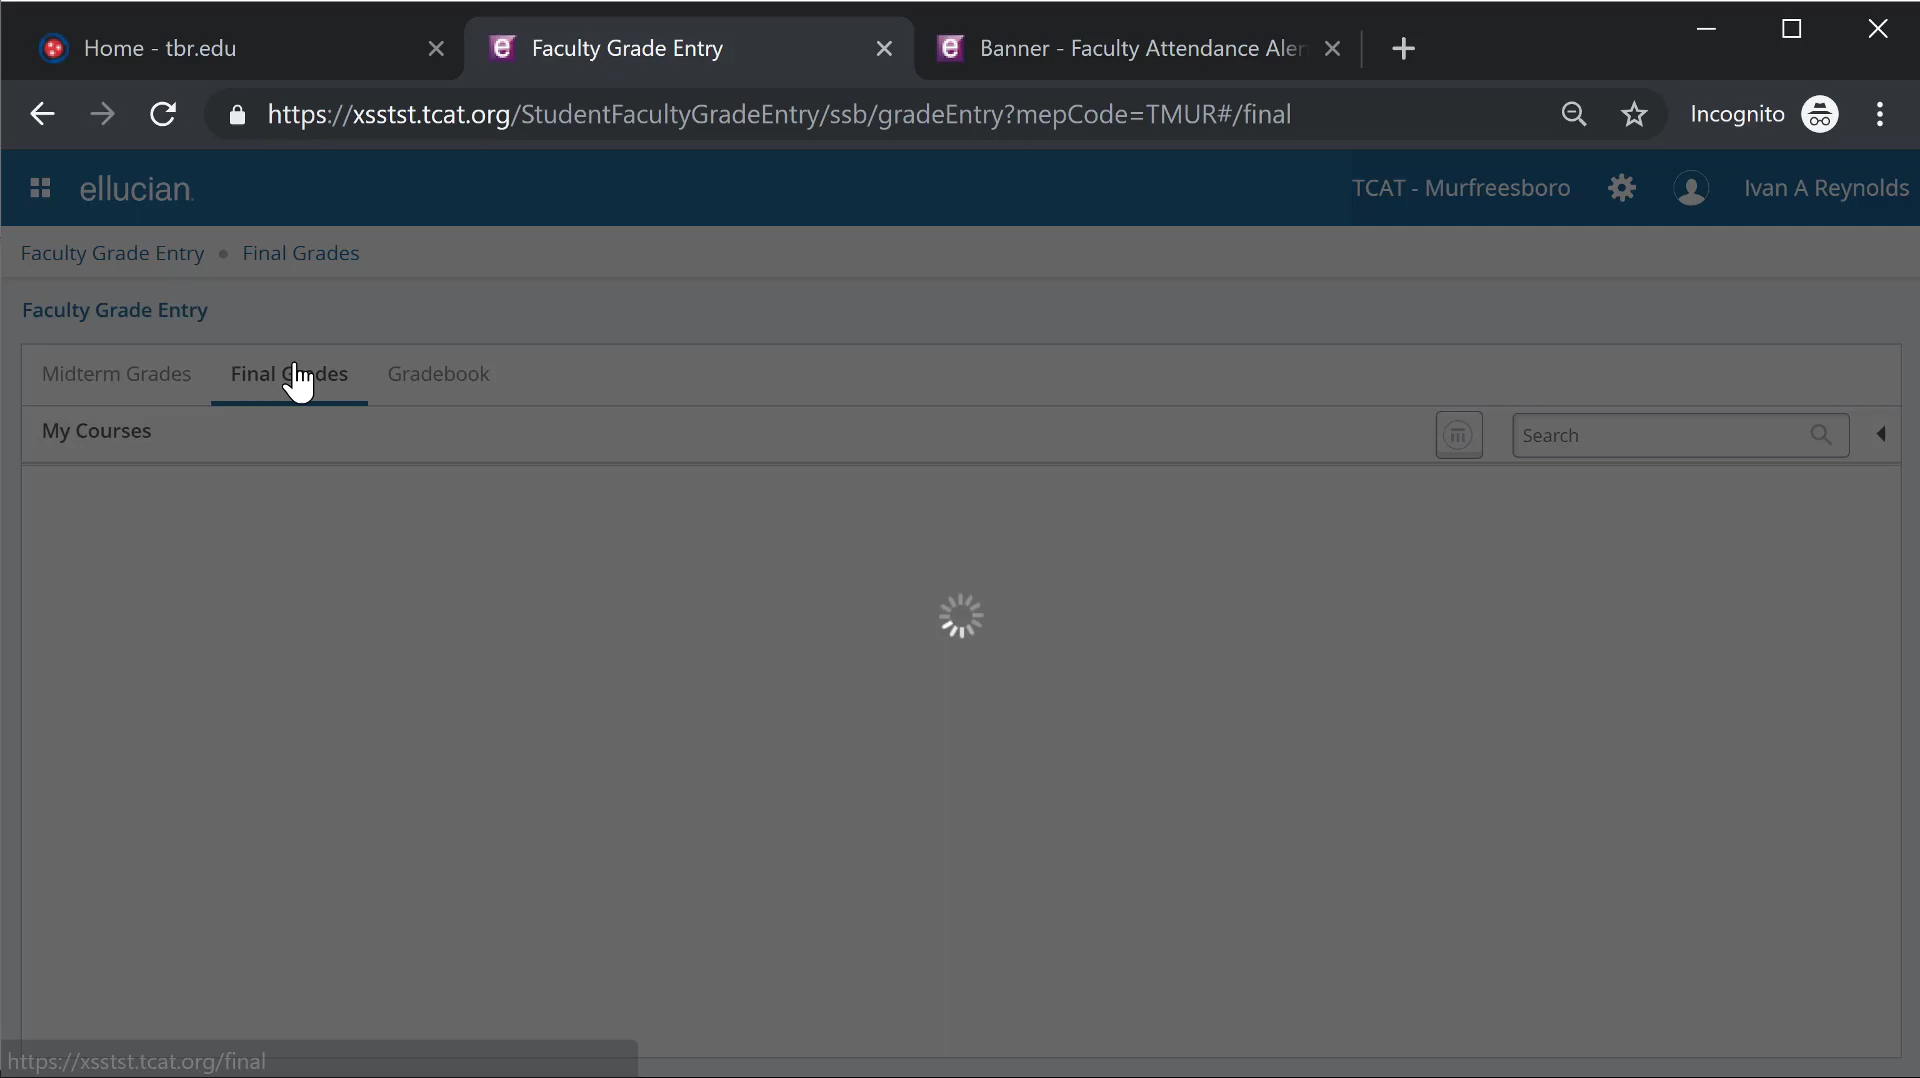 Home - tbr.edu
Faculty Grade Entry
Banner - Faculty Attendance Aler
https://xsstst.tcat.org/StudentFacultyGradeEntry/ssb/gradeEntry?mepCode=TMUR#/final
Incognito
ellucian.
TCAT - Murfreesboro
Ivan A Reynolds
Faculty Grade Entry • Final Grades
Faculty Grade Entry
Midterm Grades
Final Grades
Gradebook
My Courses
Search
https://xsstst.tcat.org/final